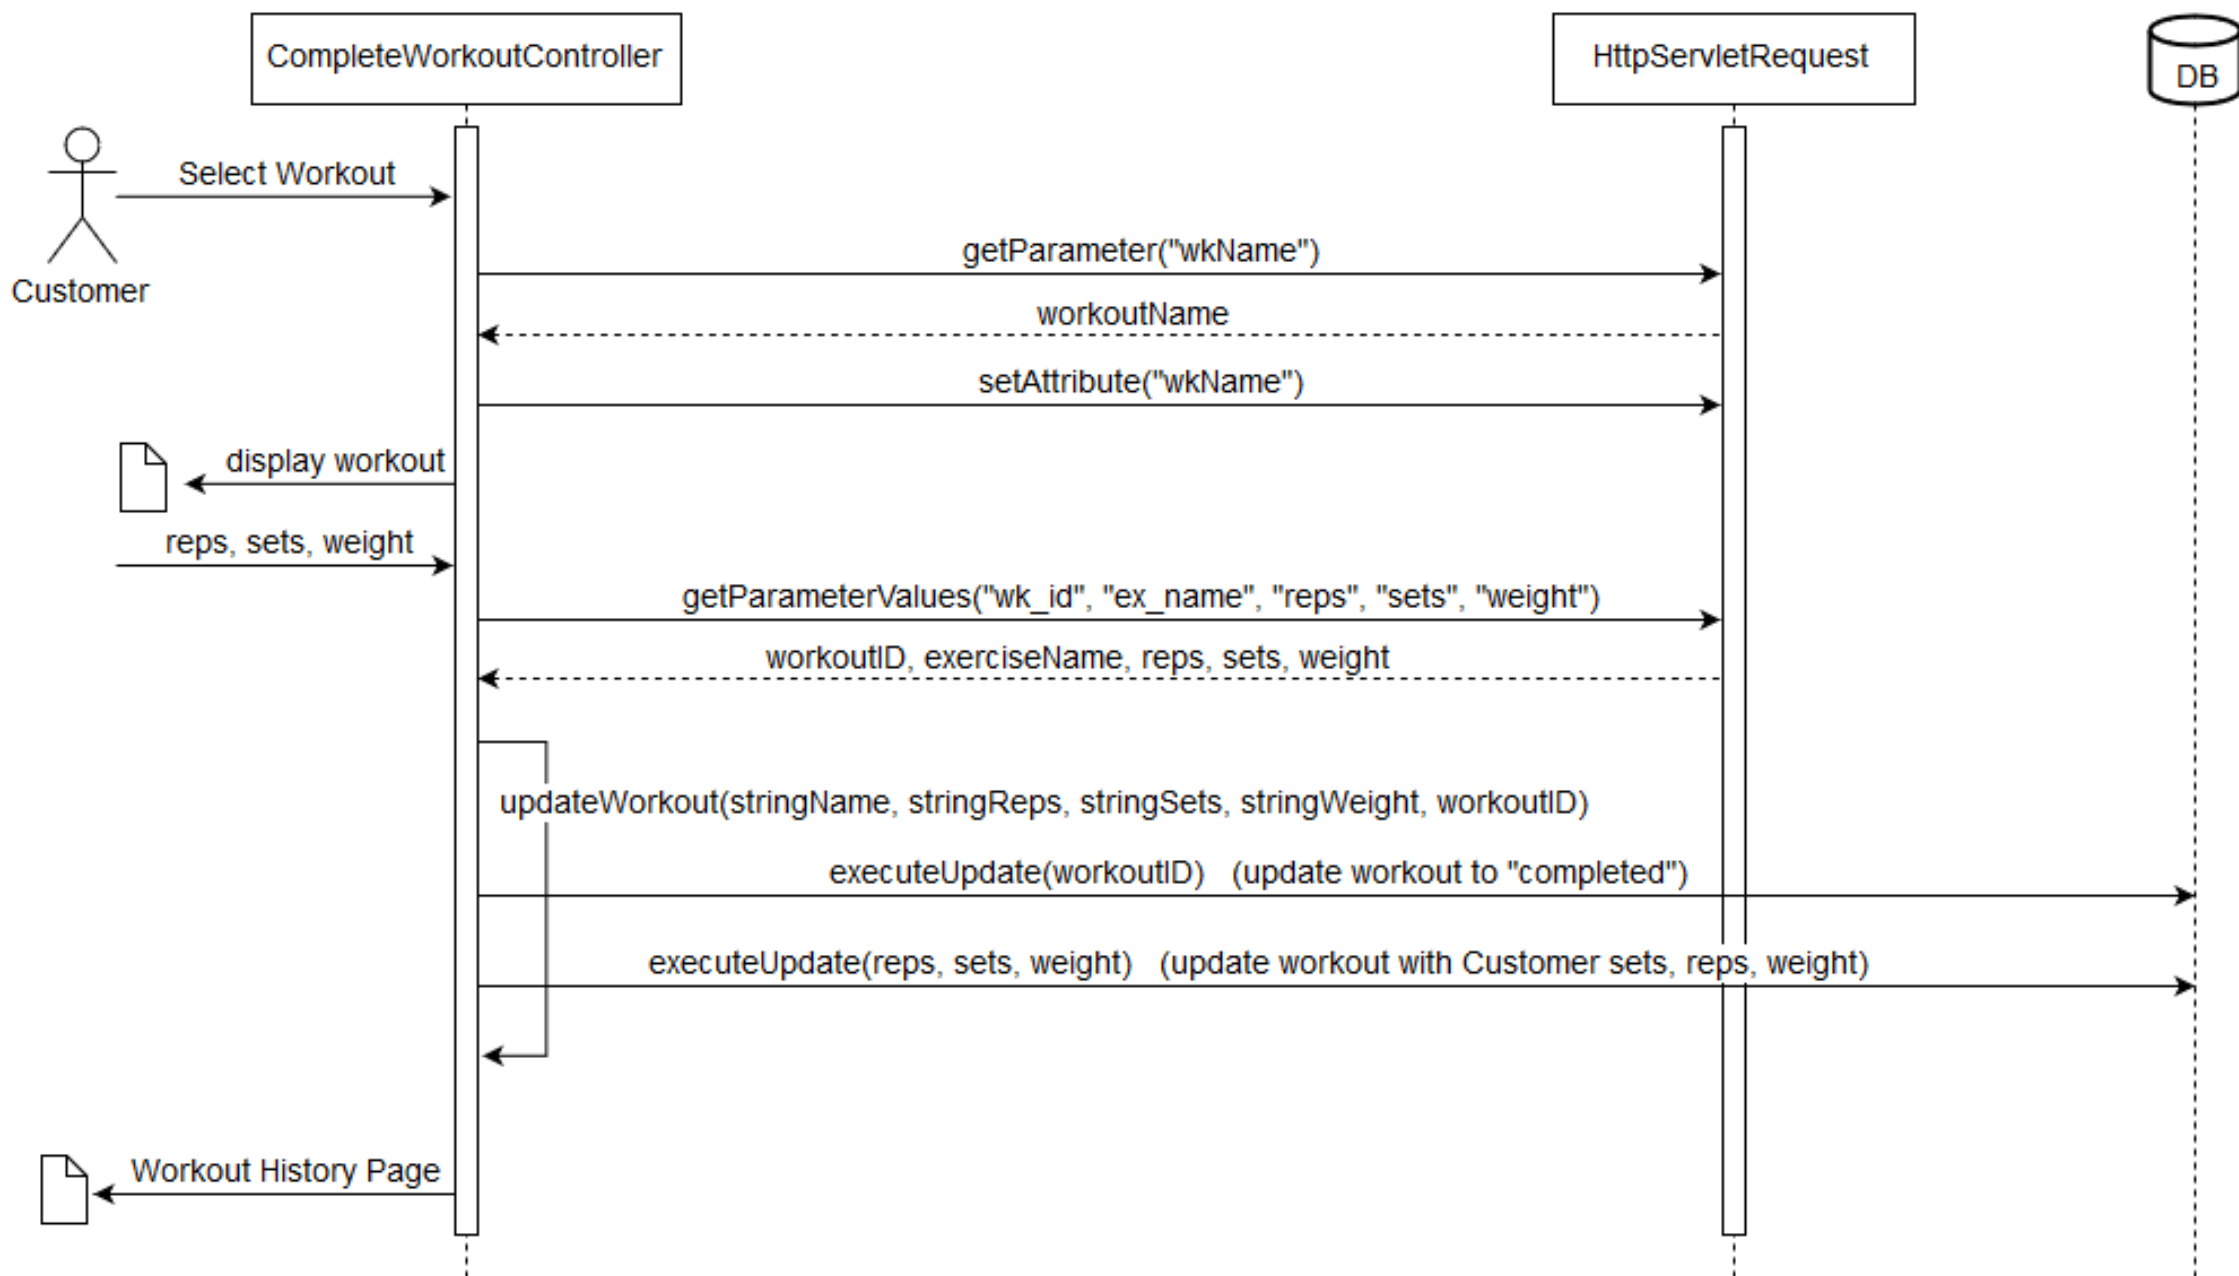 CompleteWorkoutController
HttpServletRequest
DB
Select Workout
Customer
getParameter("wkName")
workoutName
setAttribute("wkName")
display workout
reps, sets, weight
getParameterValues("wk_id", "ex_name", "reps", "sets", "weight")
workoutID, exerciseName, reps, sets, weight
updateWorkout(stringName, stringReps, stringSets, stringWeight, workoutID)
executeUpdate(workoutID) (update workout to "completed")
executeUpdate(reps, sets, weight) (update workout with Customer sets, reps, weight)
Workout History Page